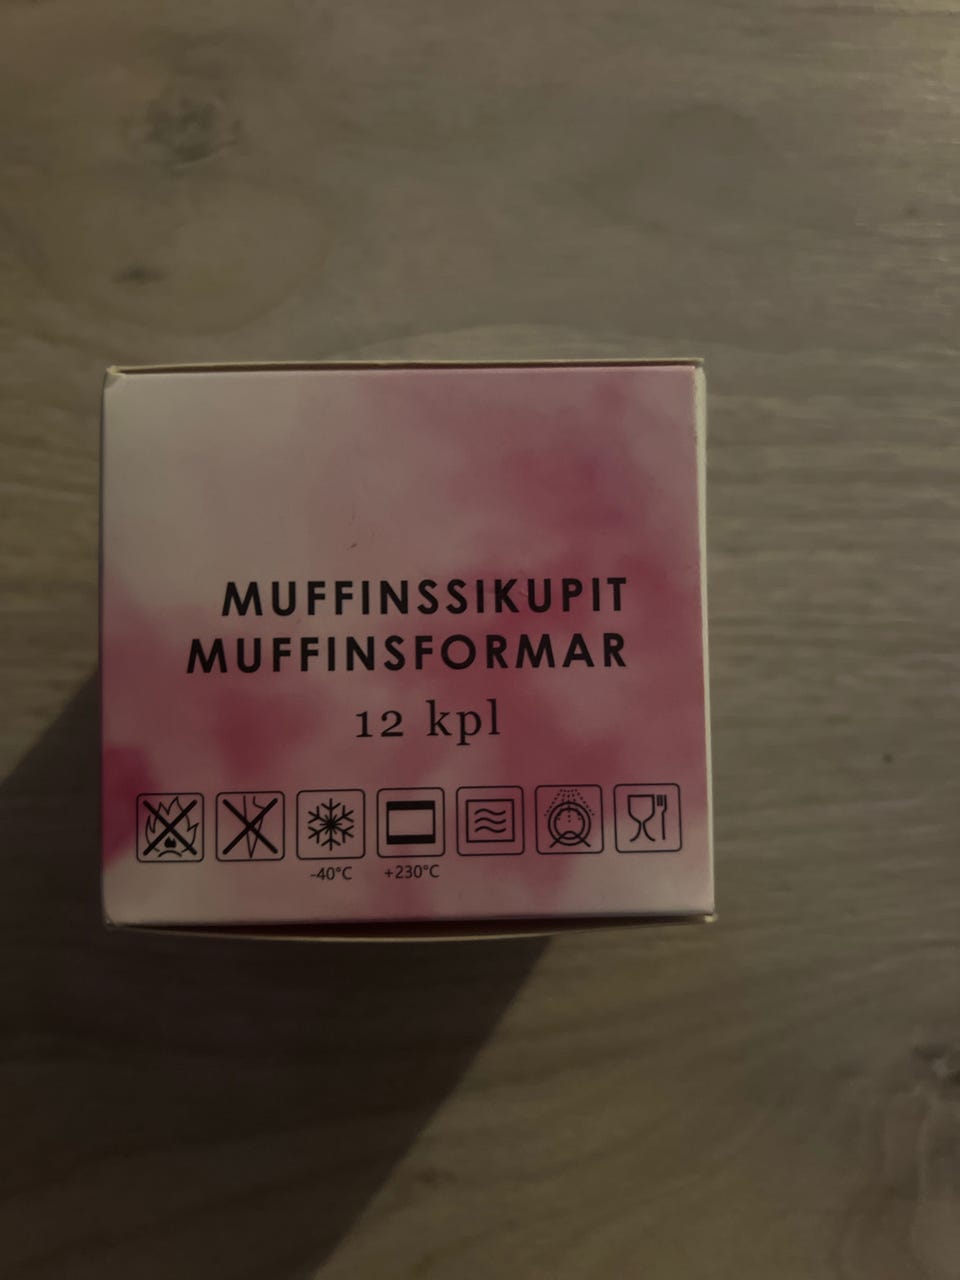 MUFFINSSIKUPIT
MUFFINSFORMAR
12 kpl
-40°C +230°C